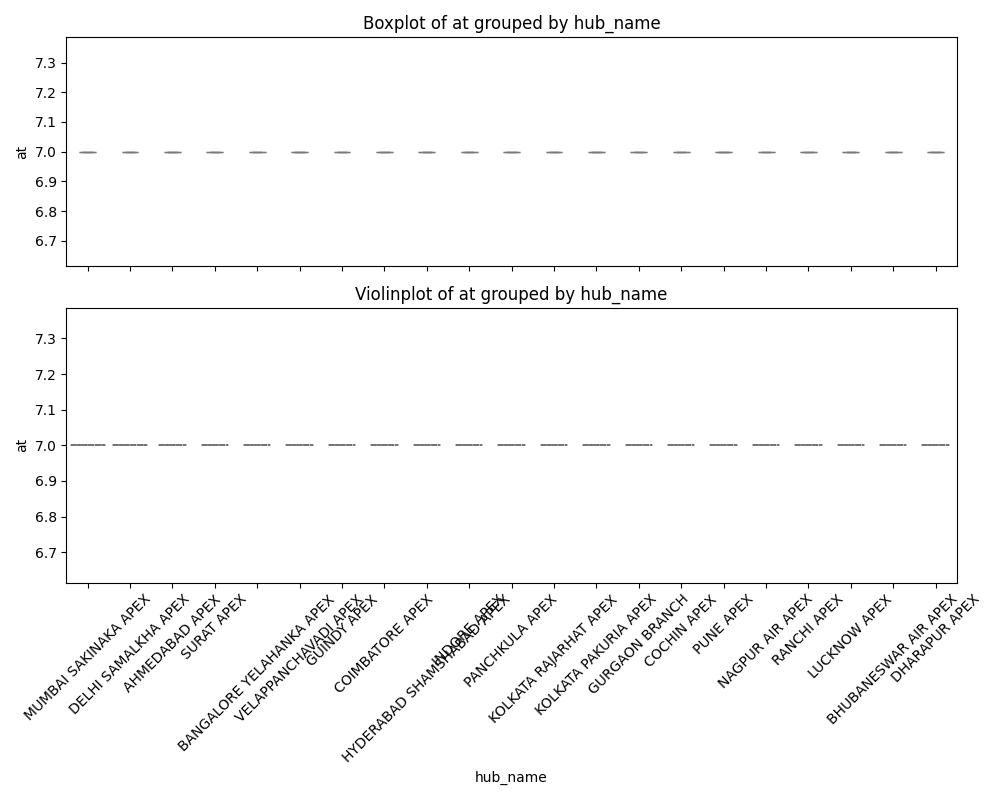 Boxplot of at grouped by hub_name
7.3
7.2
7.1
7.0
6.9
6.8
6.7
at
Violinplot of at grouped by hub_name
7.3
7.2
7.1
7.0
6.9
6.8
6.7
at
MUMBAI SAKINAKA APEX
DELHI SAMALKHA APEX
AHMEDABAD APEX
SURAT APEX
BANGALORE YELAHANKA APEX
VELAPPANCHAVADI APEX
GUINDY APEX
COIMBATORE APEX
HYDERABAD SHAMSHABAD APEX
INDORE APEX
PANCHKULA APEX
KOLKATA RAJARHAT APEX
KOLKATA PAKURIA APEX
GURGAON BRANCH
COCHIN APEX
PUNE APEX
NAGPUR AIR APEX
RANCHI APEX
LUCKNOW APEX
BHUBANESWAR AIR APEX
DHARAPUR APEX
hub_name